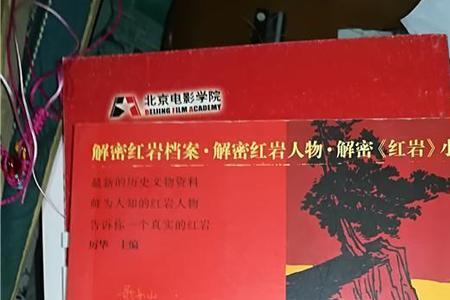 北京电影学院
BEIJING FILM ACADEMY
解密红岩档案·解密红岩人物·解密《红岩》小
最新的历史文物资料
鲜为人知的红岩人物
告诉你一个真实的红岩
厉华 主编